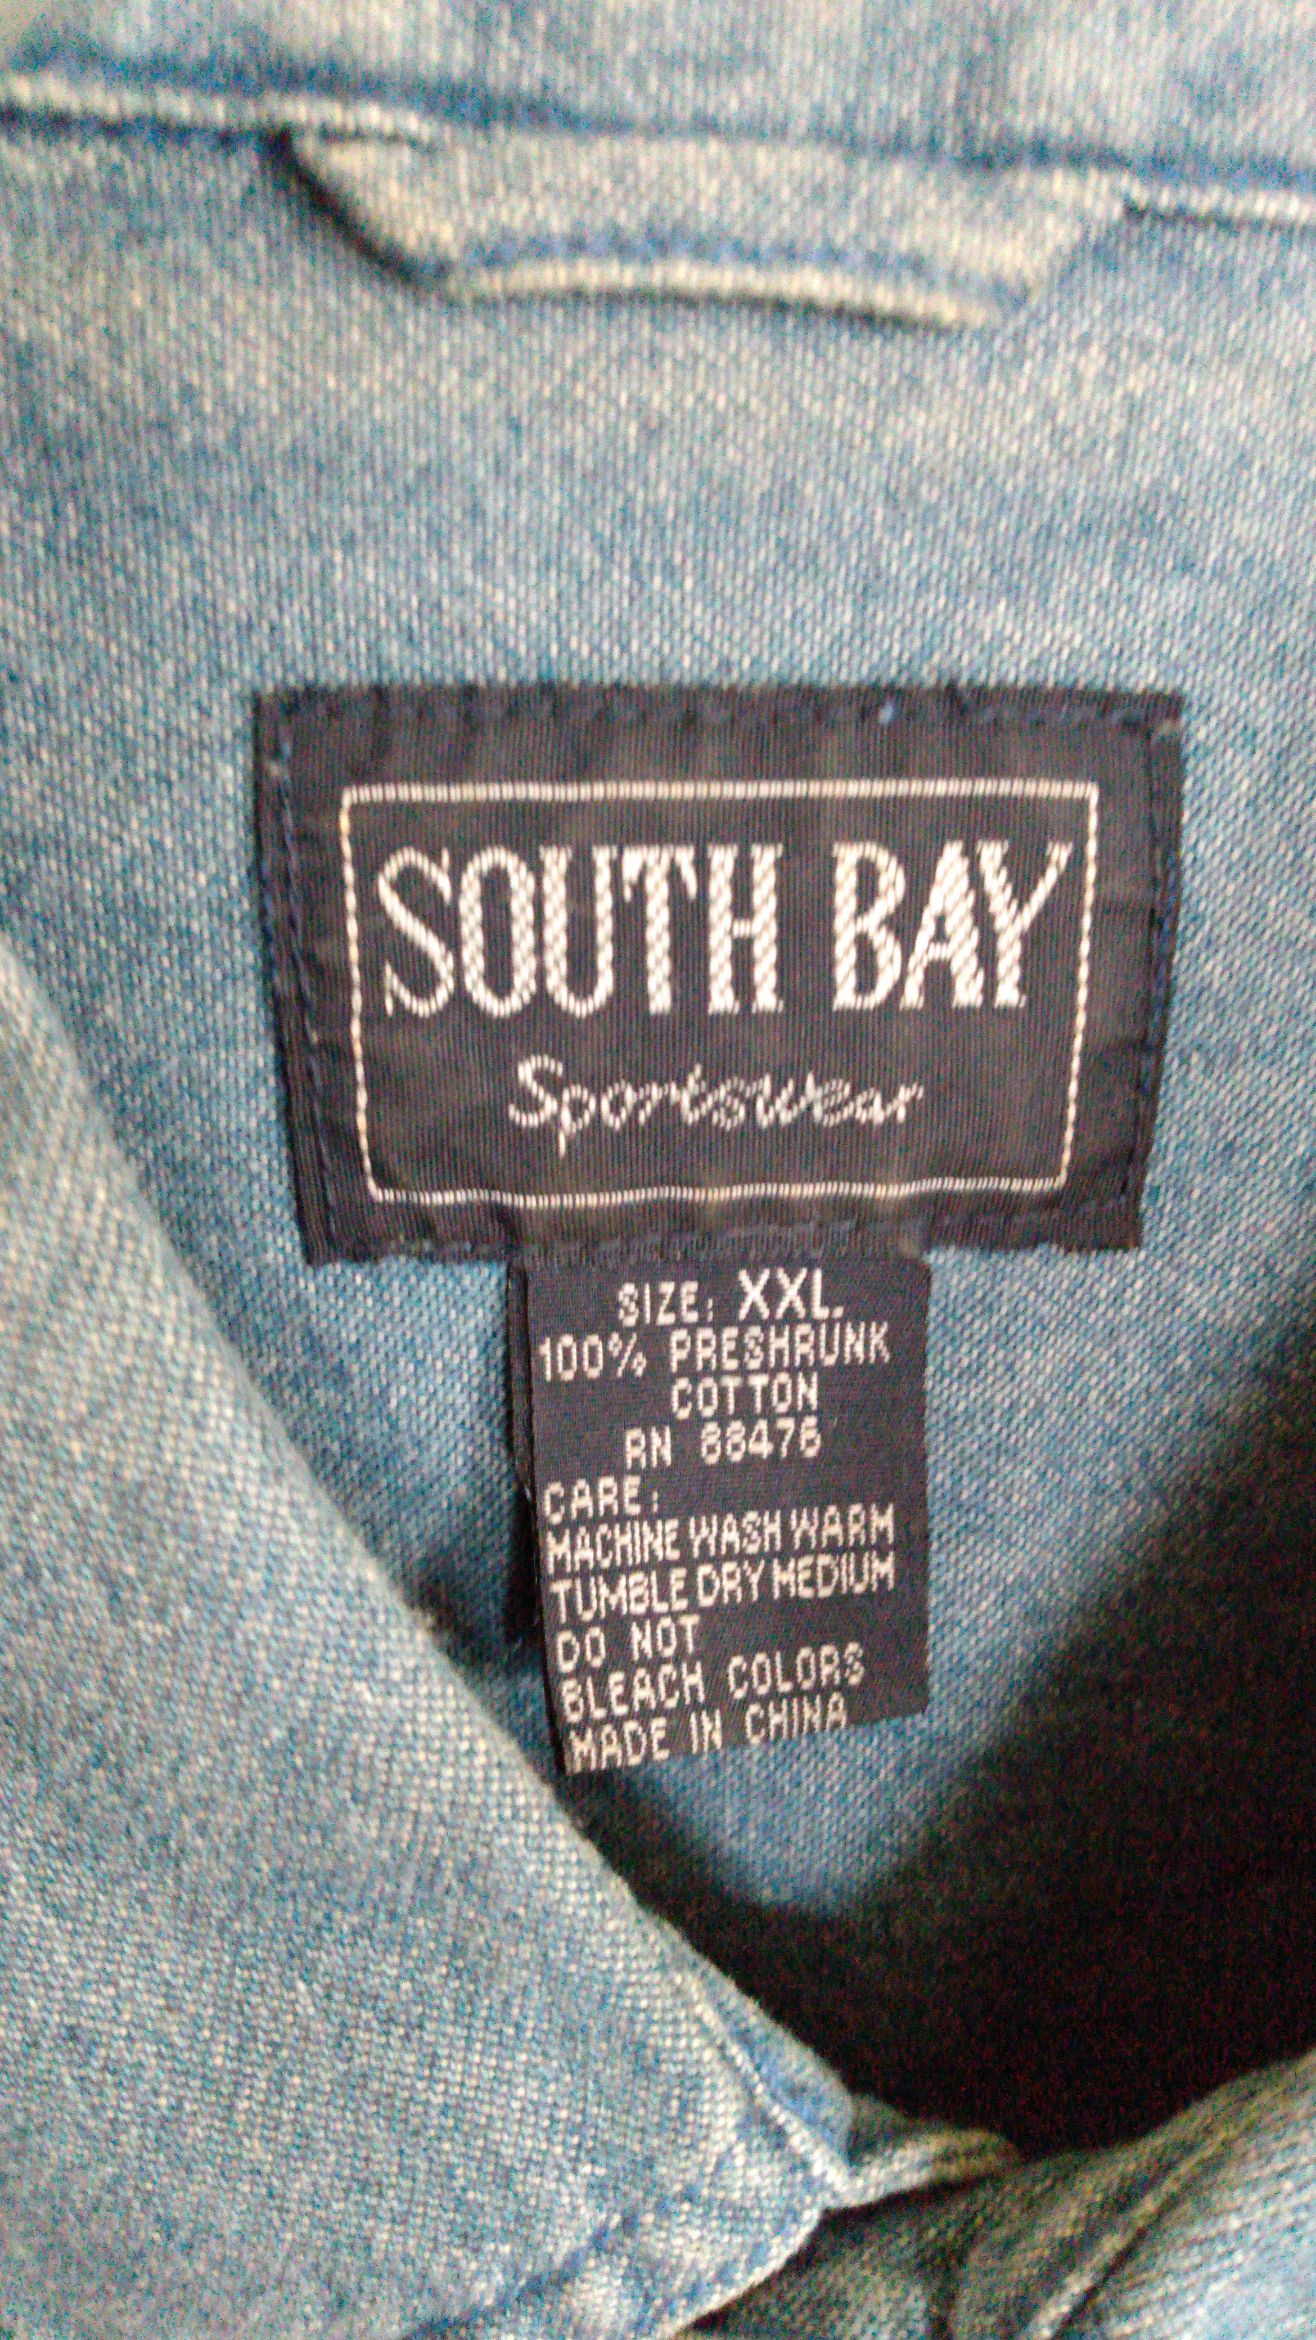 SOUTH BAY
Sportswear
SIZE: XXL.
100% PRESHRUNK
COTTON
RN 88476
CARE:
MACHINE WASH WARM
TUMBLE DRY MEDIUM
DO NOT
BLEACH COLORS
MADE IN CHINA